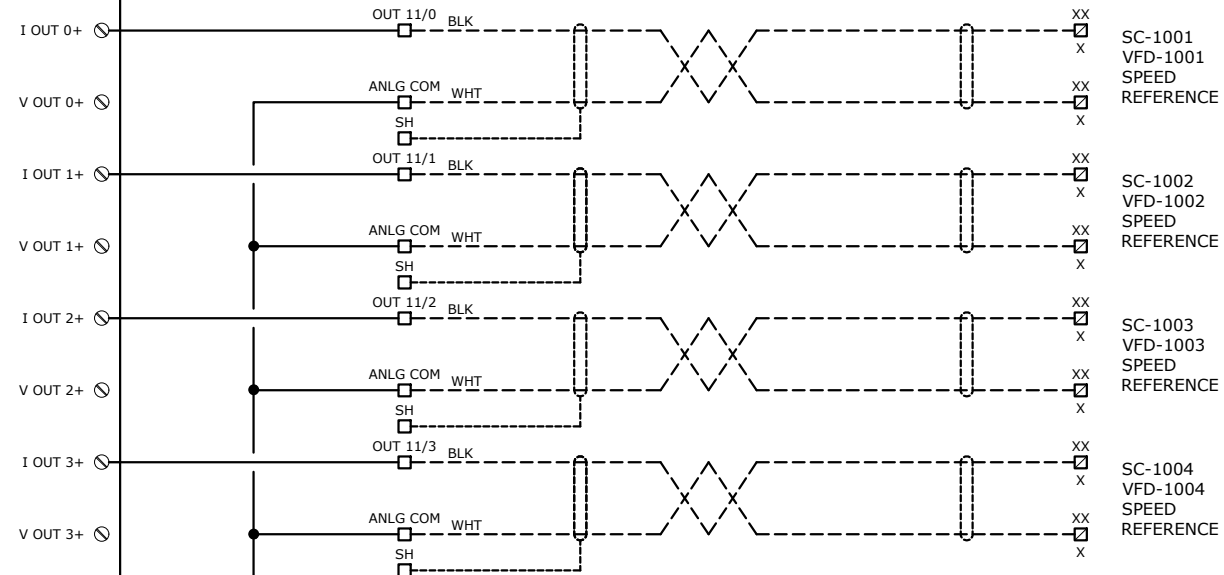 OUT 11/0
BLK
XX
I OUT 0+
X
SC-1001
VFD-1001
SPEED
REFERENCE
ANLG COM
WHT
XX
V OUT 0+
X
SH
OUT 11/1
BLK
XX
I OUT 1+
X
SC-1002
VFD-1002
SPEED
REFERENCE
ANLG COM
WHT
XX
V OUT 1+
X
SH
OUT 11/2
BLK
XX
I OUT 2+
X
SC-1003
VFD-1003
SPEED
REFERENCE
ANLG COM
WHT
XX
V OUT 2+
X
SH
OUT 11/3
BLK
XX
I OUT 3+
X
SC-1004
VFD-1004
SPEED
REFERENCE
ANLG COM
WHT
XX
V OUT 3+
X
SH